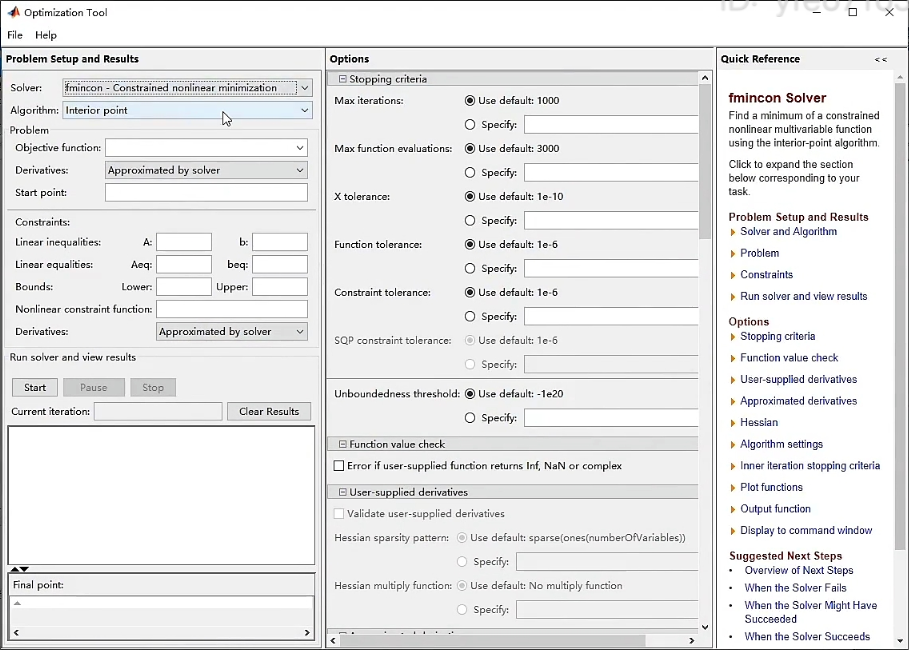 Optimization Tool
File Help
Problem Setup and Results
Solver: fmincon - Constrained nonlinear minimization
Algorithm: Interior point
Problem
Objective function:
Derivatives: Approximated by solver
Start point:
Constraints:
Linear inequalities: A: b:
Linear equalities: Aeq: beq:
Bounds: Lower: Upper:
Nonlinear constraint function:
Derivatives: Approximated by solver
Run solver and view results
Start Pause Stop
Current iteration: Clear Results
Final point:
Options
Stopping criteria
Max iterations: Use default: 1000
Specify:
Max function evaluations: Use default: 3000
Specify:
X tolerance: Use default: 1e-10
Specify:
Function tolerance: Use default: 1e-6
Specify:
Constraint tolerance: Use default: 1e-6
Specify:
SQP constraint tolerance: Use default: 1e-6
Specify:
Unboundedness threshold: Use default: -1e20
Specify:
Function value check
Error if user-supplied function returns Inf, NaN or complex
User-supplied derivatives
Validate user-supplied derivatives
Hessian sparsity pattern: Use default: sparse(ones(numberOfVariables))
Specify:
Hessian multiply function: Use default: No multiply function
Specify:
Quick Reference <<
fmincon Solver
Find a minimum of a constrained
nonlinear multivariable function
using the interior-point algorithm.
Click to expand the section
below corresponding to your
task.
Problem Setup and Results
Solver and Algorithm
Problem
Constraints
Run solver and view results
Options
Stopping criteria
Function value check
User-supplied derivatives
Approximated derivatives
Hessian
Algorithm settings
Inner iteration stopping criteria
Plot functions
Output function
Display to command window
Suggested Next Steps
• Overview of Next Steps
• When the Solver Fails
• When the Solver Might Have
Succeeded
• When the Solver Succeeds